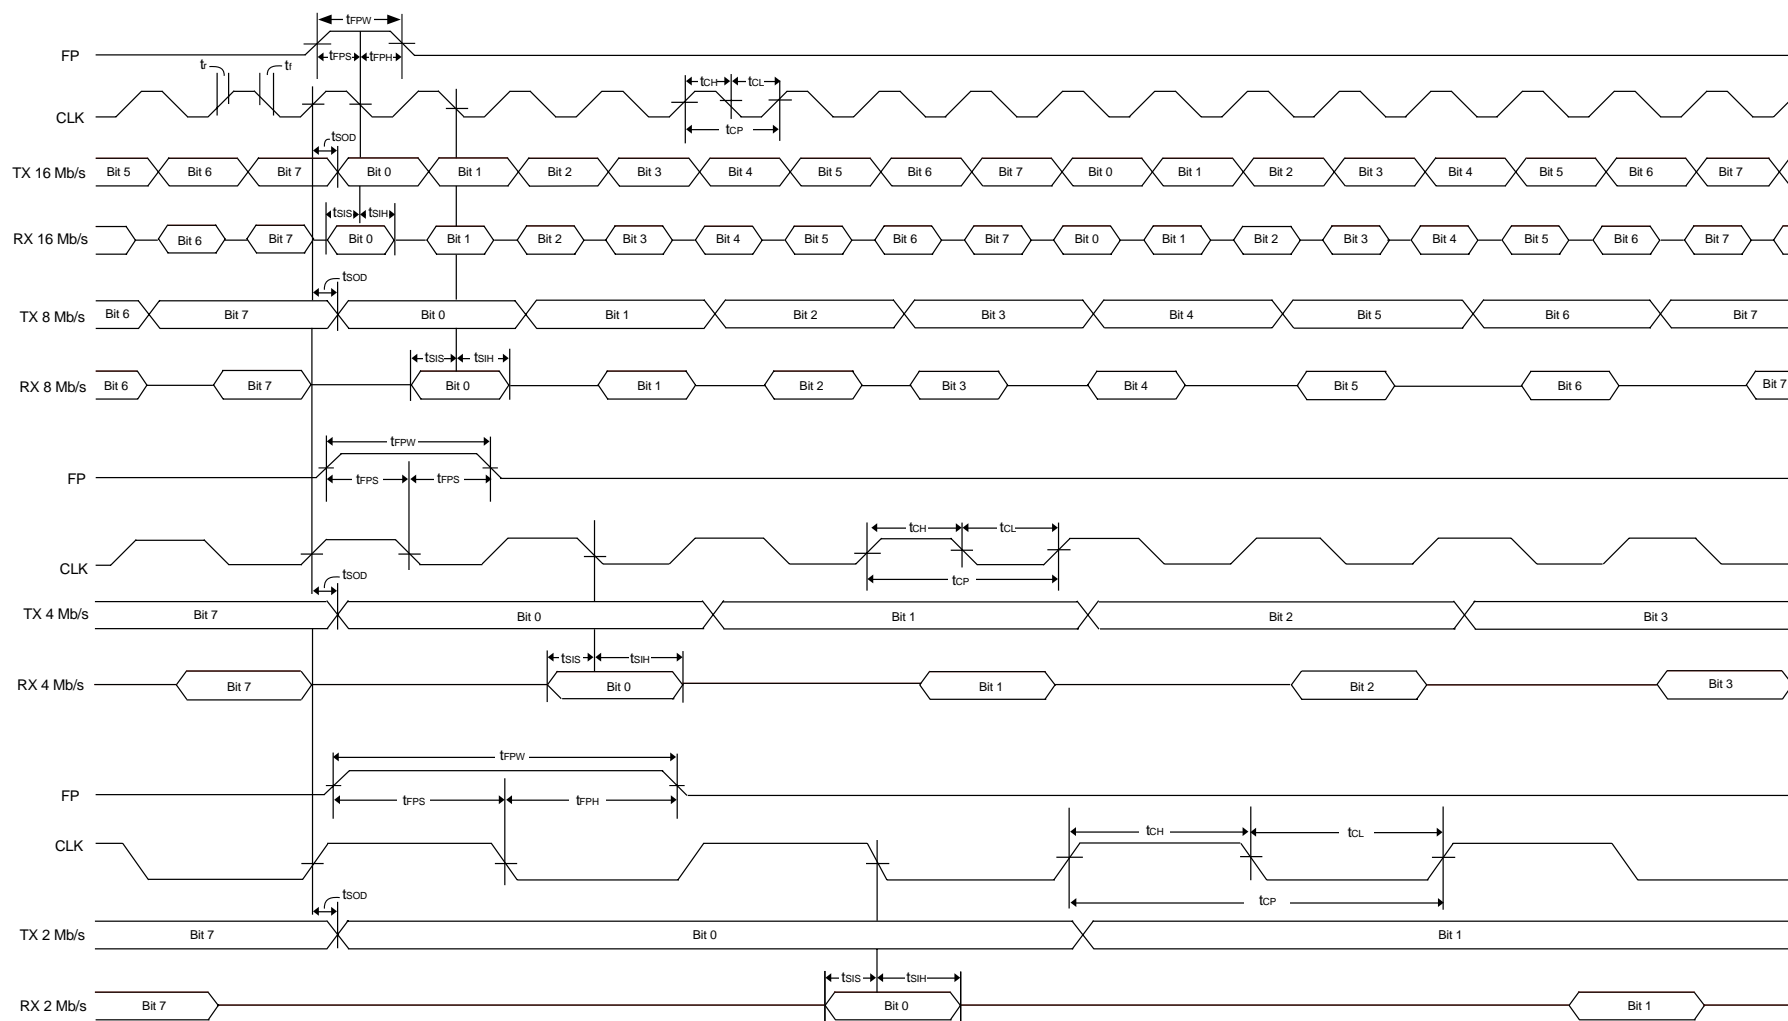 tFPW
FP
tFPS tFPH
tr tf
tCH tCL
CLK
tCP
tSOD
TX 16 Mb/s Bit 5 Bit 6 Bit 7 Bit 0 Bit 1 Bit 2 Bit 3 Bit 4 Bit 5 Bit 6 Bit 7 Bit 0 Bit 1 Bit 2 Bit 3 Bit 4 Bit 5 Bit 6 Bit 7
tSIS tSIH
RX 16 Mb/s Bit 6 Bit 7 Bit 0 Bit 1 Bit 2 Bit 3 Bit 4 Bit 5 Bit 6 Bit 7 Bit 0 Bit 1 Bit 2 Bit 3 Bit 4 Bit 5 Bit 6 Bit 7
tSOD
TX 8 Mb/s Bit 6 Bit 7 Bit 0 Bit 1 Bit 2 Bit 3 Bit 4 Bit 5 Bit 6 Bit 7
tSIS tSIH
RX 8 Mb/s Bit 6 Bit 7 Bit 0 Bit 1 Bit 2 Bit 3 Bit 4 Bit 5 Bit 6 Bit 7
tFPW
FP
tFPS tFPS
tCH tCL
CLK
tCP
tSOD
TX 4 Mb/s Bit 7 Bit 0 Bit 1 Bit 2 Bit 3
tSIS tSIH
RX 4 Mb/s Bit 7 Bit 0 Bit 1 Bit 2 Bit 3
tFPW
FP
tFPS tFPH
tCH tCL
CLK
tCP
tSOD
TX 2 Mb/s Bit 7 Bit 0 Bit 1
tSIS tSIH
RX 2 Mb/s Bit 7 Bit 0 Bit 1